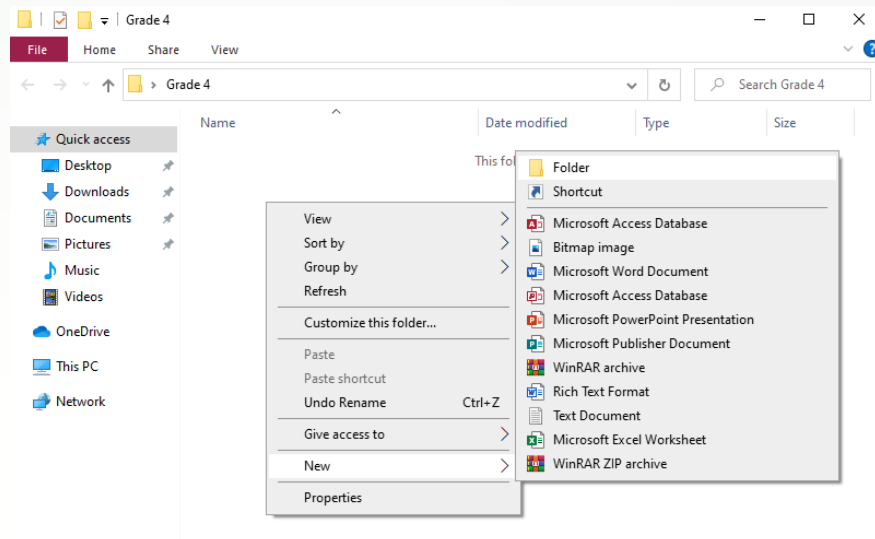 Grade 4
File Home Share View
Grade 4 Search Grade 4
Name Date modified Type Size
Quick access
Desktop
Downloads
Documents
Pictures
Music
Videos
OneDrive
This PC
Network
This fol
View
Sort by
Group by
Refresh
Customize this folder...
Paste
Paste shortcut
Undo Rename Ctrl+Z
Give access to
New
Properties
Folder
Shortcut
Microsoft Access Database
Bitmap image
Microsoft Word Document
Microsoft Access Database
Microsoft PowerPoint Presentation
Microsoft Publisher Document
WinRAR archive
Rich Text Format
Text Document
Microsoft Excel Worksheet
WinRAR ZIP archive